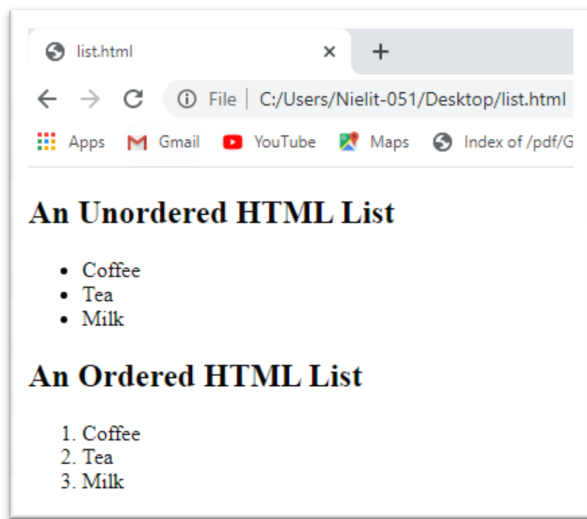 list.html
File C:/Users/Nielit-051/Desktop/list.html
Apps Gmail YouTube Maps Index of /pdf/G
An Unordered HTML List
• Coffee
• Tea
• Milk
An Ordered HTML List
1. Coffee
2. Tea
3. Milk